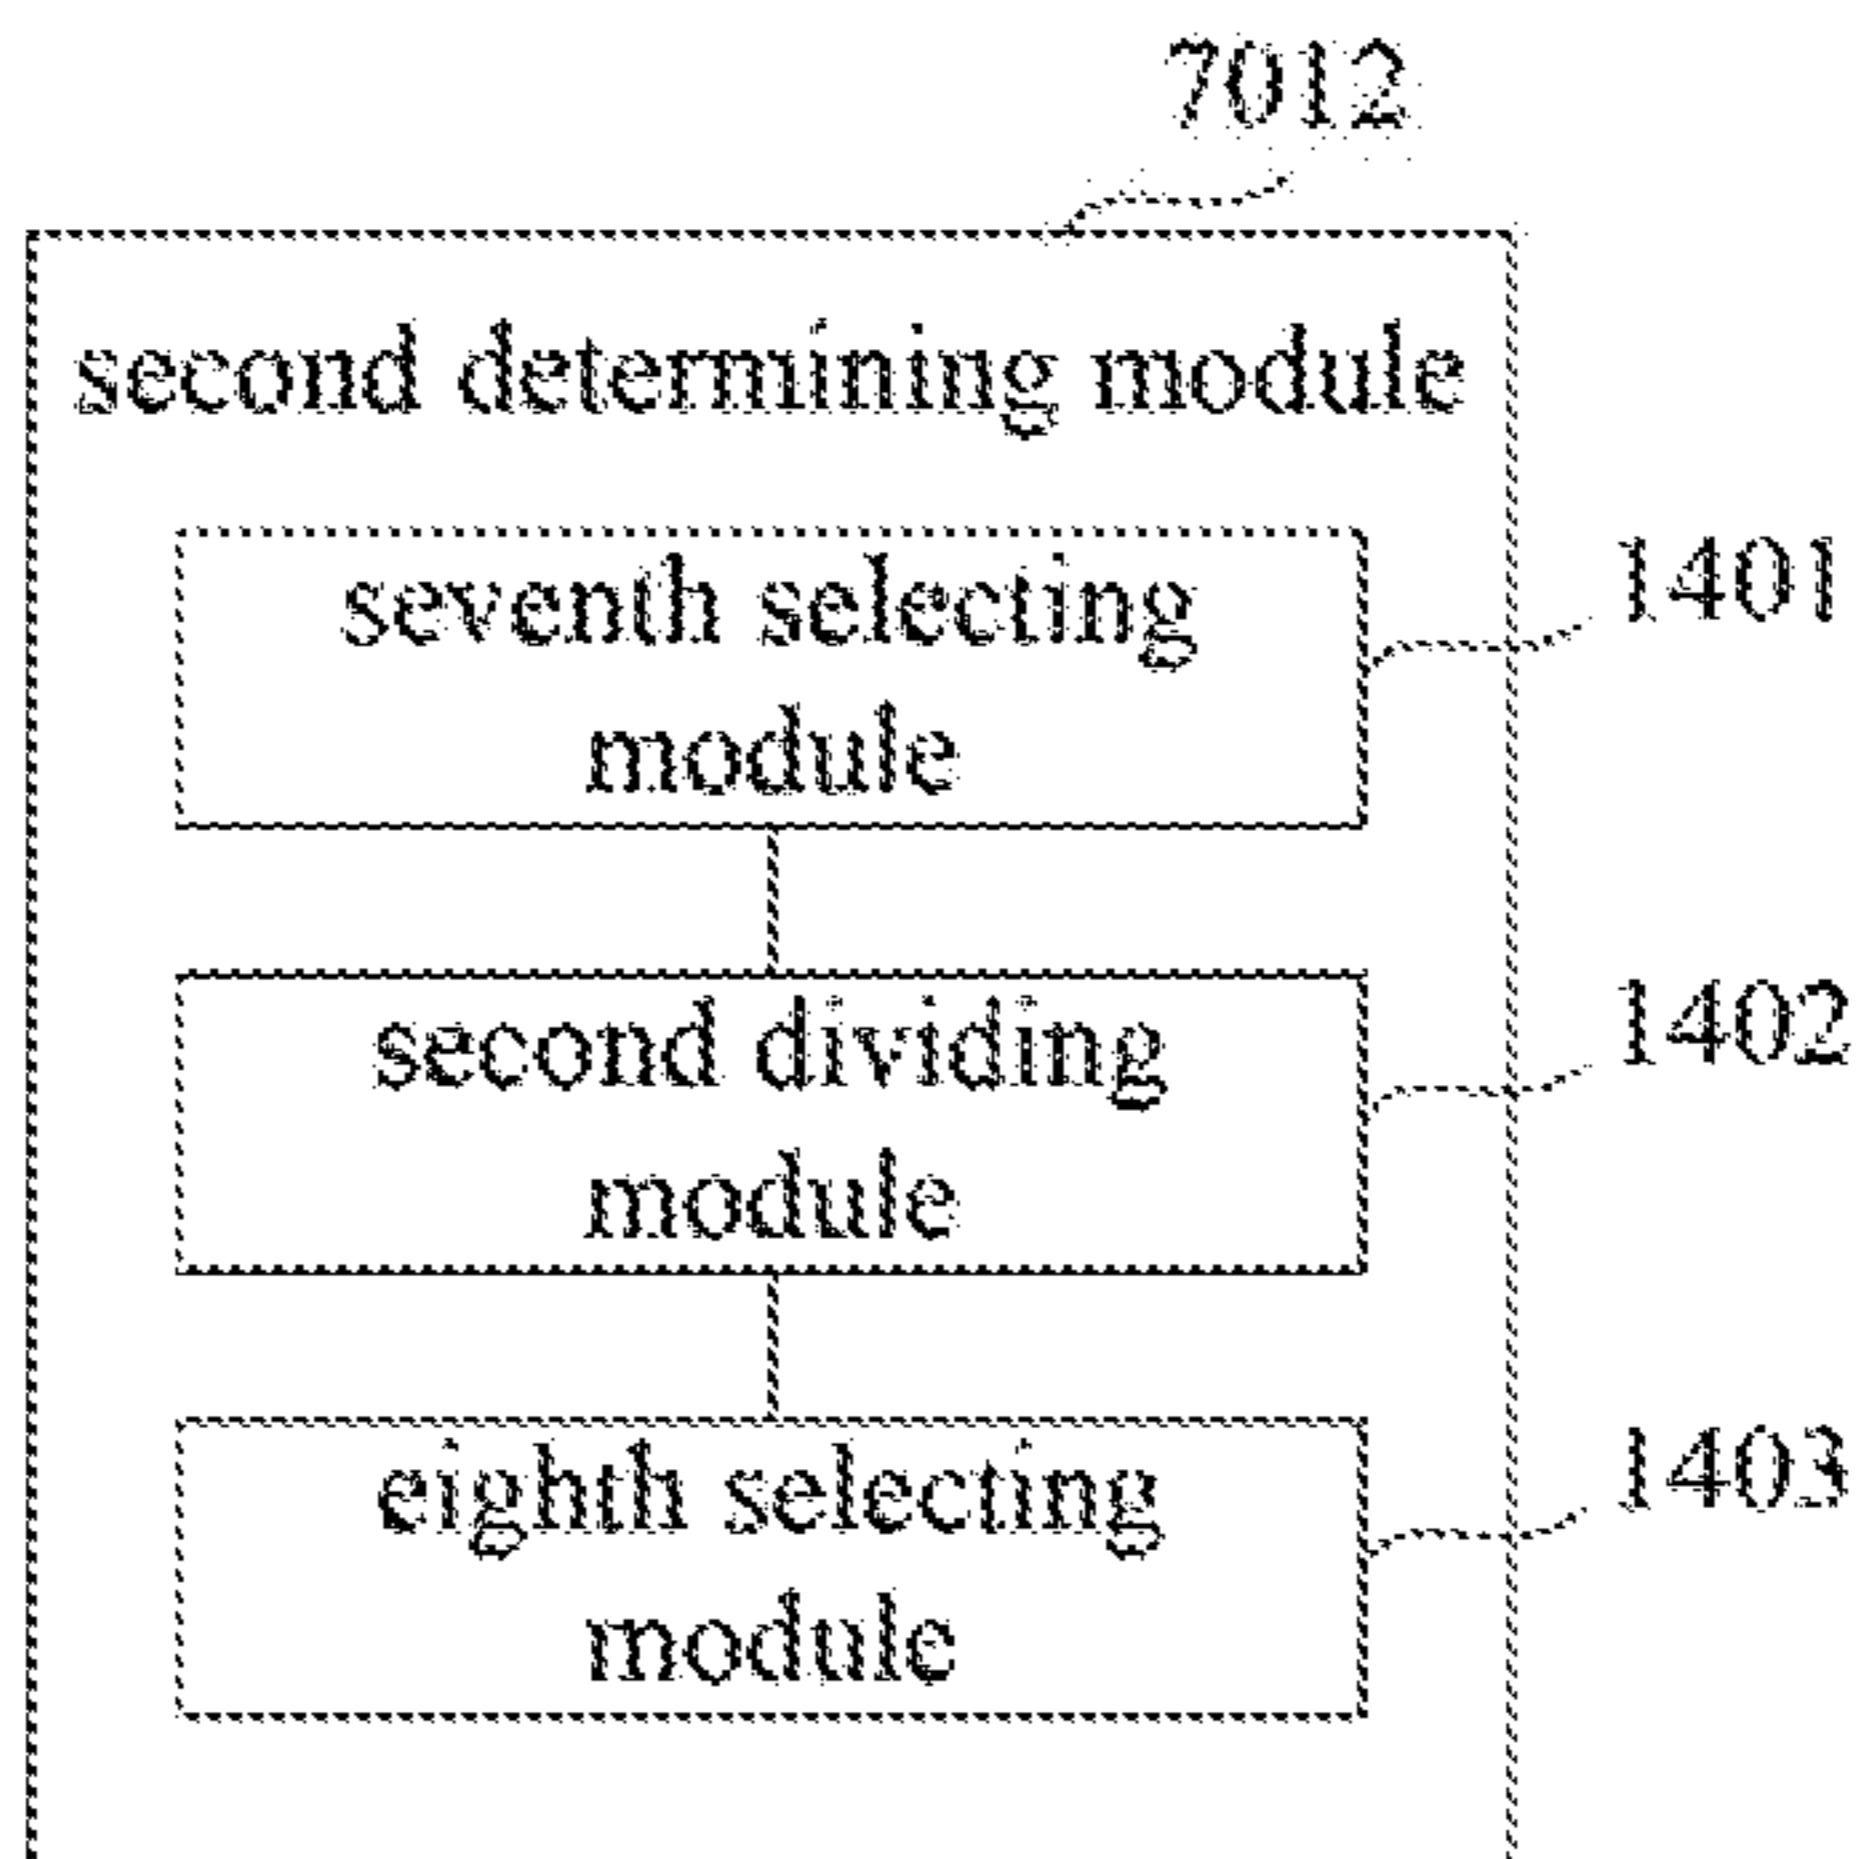 7012
second determining module
seventh selecting
module
1401
second dividing
module
1402
eighth selecting
module
1403